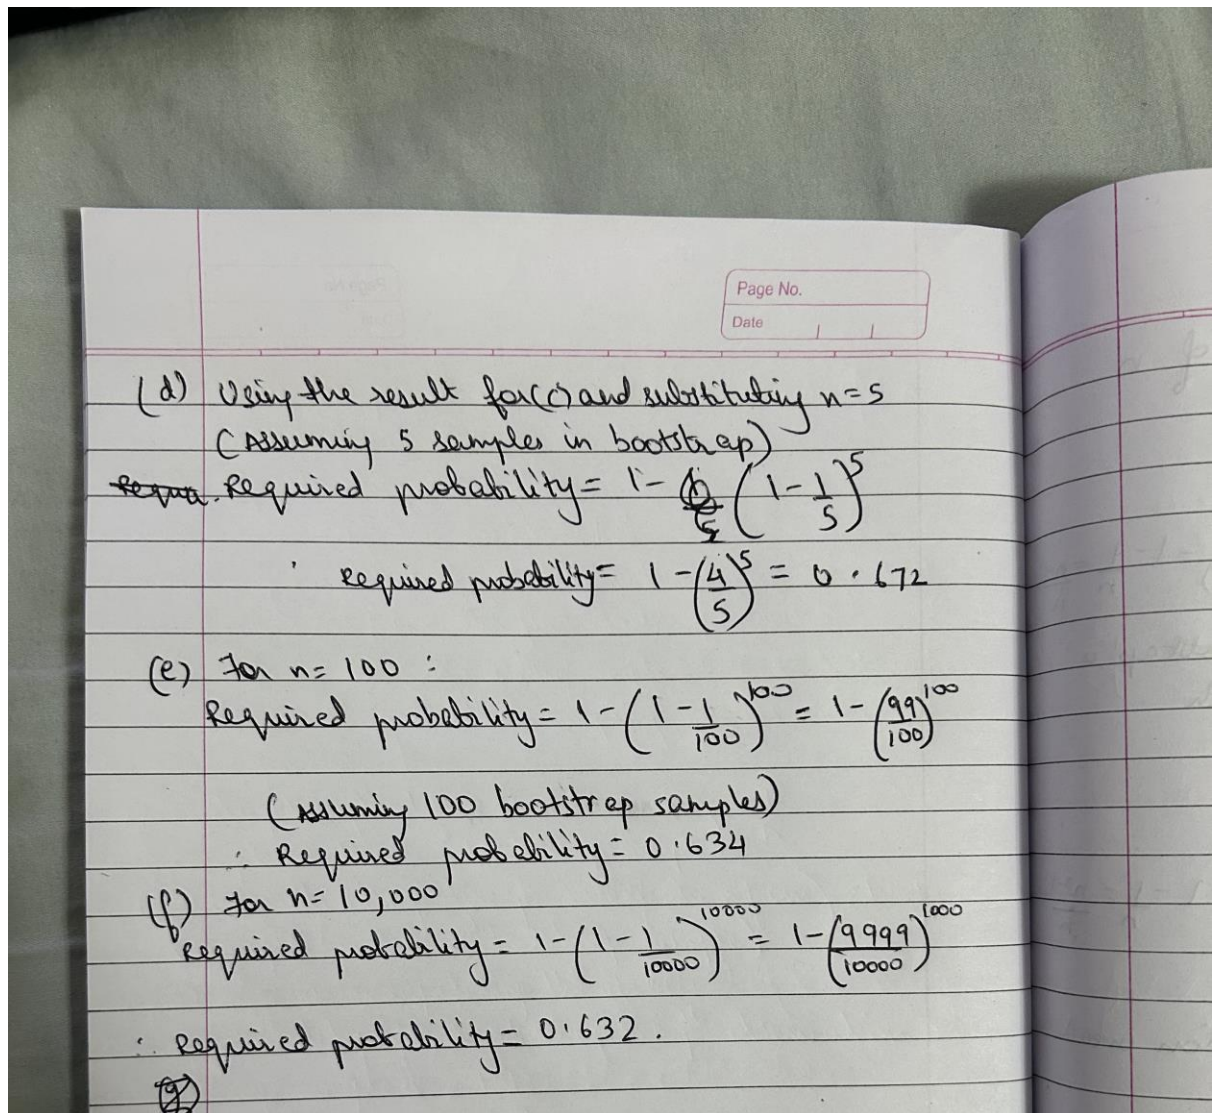 Page No.
Date
(d) Using the result for (c) and substituting n=5
(Assuming 5 samples in bootstrap)
Required probability = 1 - (1 - 1/5)^5
∴ Required probability = 1 - (4/5)^5 = 0.672
(e) For n = 100 :
Required probability = 1 - (1 - 1/100)^100 = 1 - (99/100)^100
(Assuming 100 bootstrap samples)
∴ Required probability = 0.634
(f) For n = 10,000
Required probability = 1 - (1 - 1/10000)^10000 = 1 - (9999/10000)^1000
∴ Required probability = 0.632.